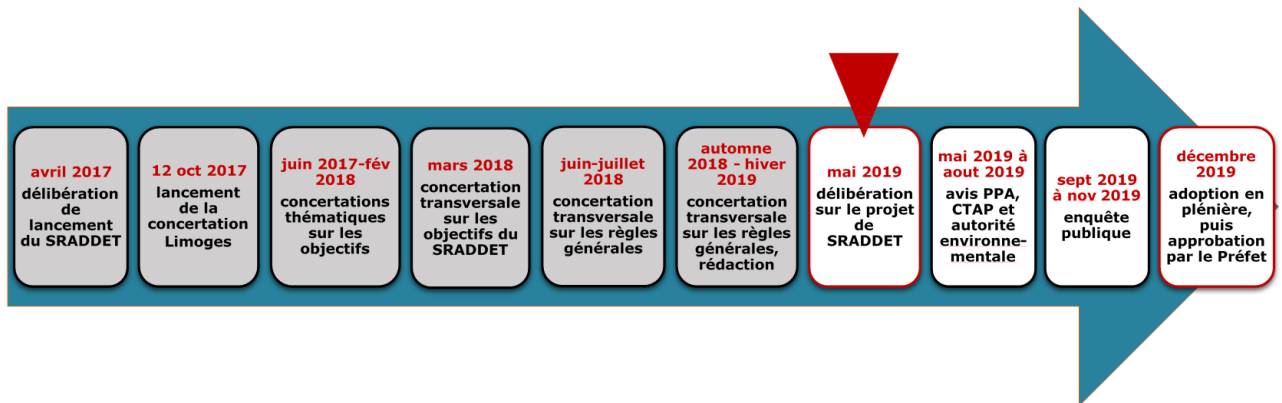 avril 2017
délibération
de
lancement
du SRADDET
12 oct 2017
lancement
de la
concertation
Limoges
juin 2017-fév
2018
concertations
thématiques
sur les
objectifs
mars 2018
concertation
transversale
sur les
objectifs du
SRADDET
juin-juillet
2018
concertation
transversale
sur les règles
générales
automne
2018 - hiver
2019
concertation
transversale
sur les règles
générales,
rédaction
mai 2019
délibération
sur le projet
de
SRADDET
mai 2019 à
aout 2019
avis PPA,
CTAP et
autorité
environne-
mentale
sept 2019
à nov 2019
enquête
publique
décembre
2019
adoption en
plénière,
puis
approbation
par le Préfet